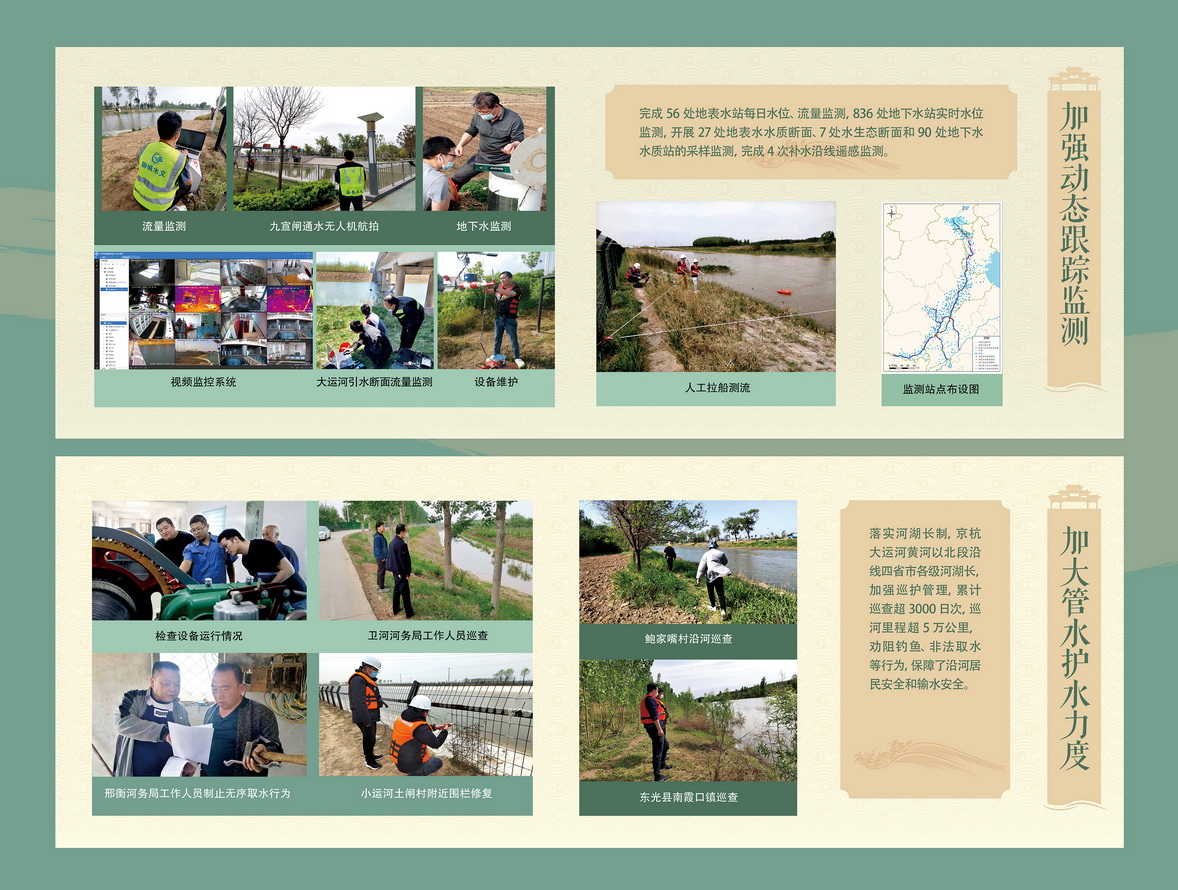 加强动态跟踪监测
完成 56 处地表水站每日水位、流量监测, 836 处地下水站实时水位
监测, 开展 27 处地表水水质断面、7 处水生态断面和 90 处地下水
水质站的采样监测, 完成 4 次补水沿线遥感监测。
聊城水文
流量监测
九宣闸通水无人机航拍
地下水监测
视频监控系统
大运河引水断面流量监测
设备维护
人工拉船测流
监测站点布设图
加大管水护水力度
落实河湖长制, 京杭
大运河黄河以北段沿
线四省市各级河湖长,
加强巡护管理, 累计
巡查超 3000 日次, 巡
河里程超 5 万公里,
劝阻钓鱼、非法取水
等行为, 保障了沿河居
民安全和输水安全。
检查设备运行情况
卫河河务局工作人员巡查
鲍家嘴村沿河巡查
邢衡河务局工作人员制止无序取水行为
小运河土闸村附近围栏修复
东光县南霞口镇巡查